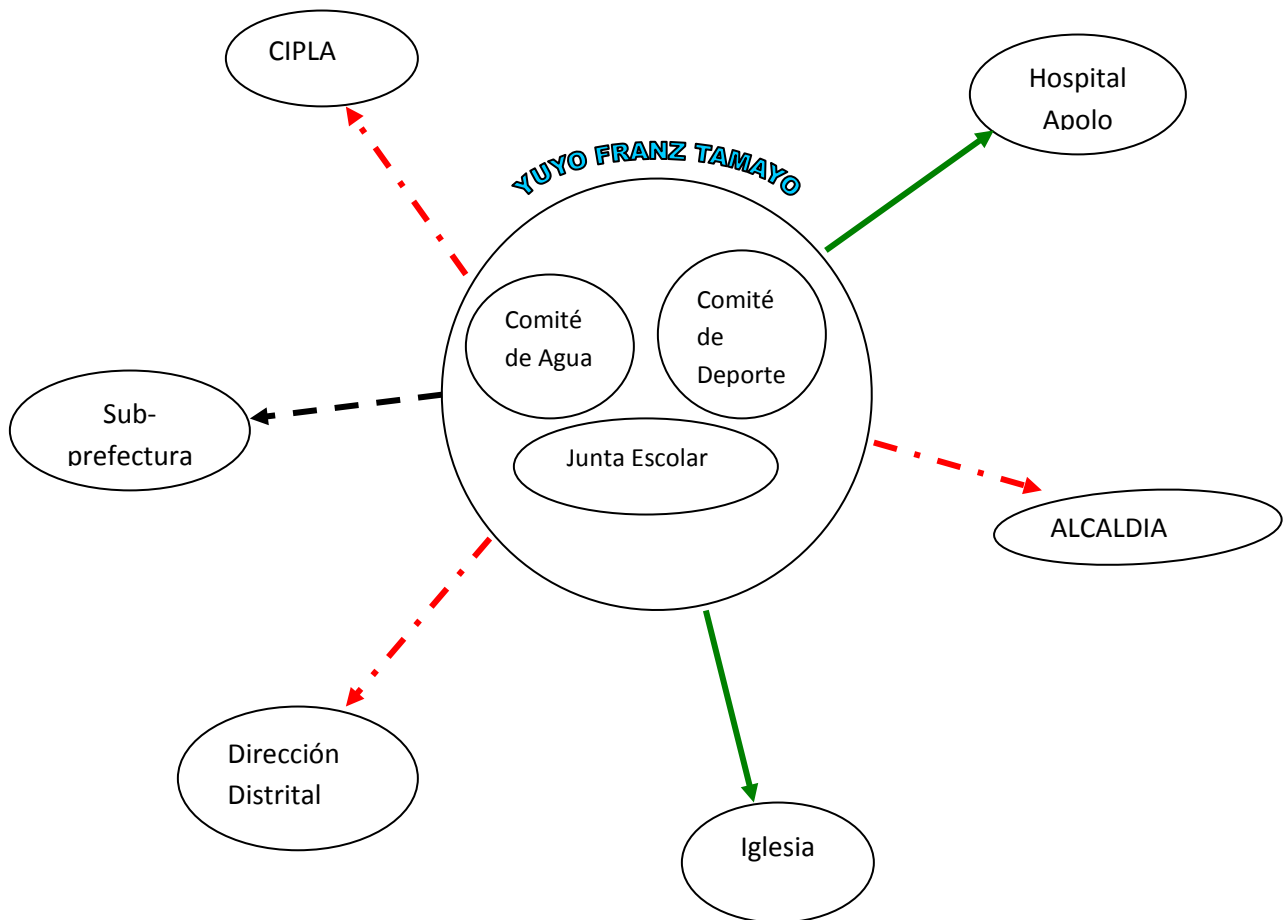 CIPLA
Hospital
Apolo
YUYO FRANZ TAMAYO
Comité
de Agua
Comité
de
Deporte
Sub-
prefectura
Junta Escolar
ALCALDIA
Dirección
Distrital
Iglesia